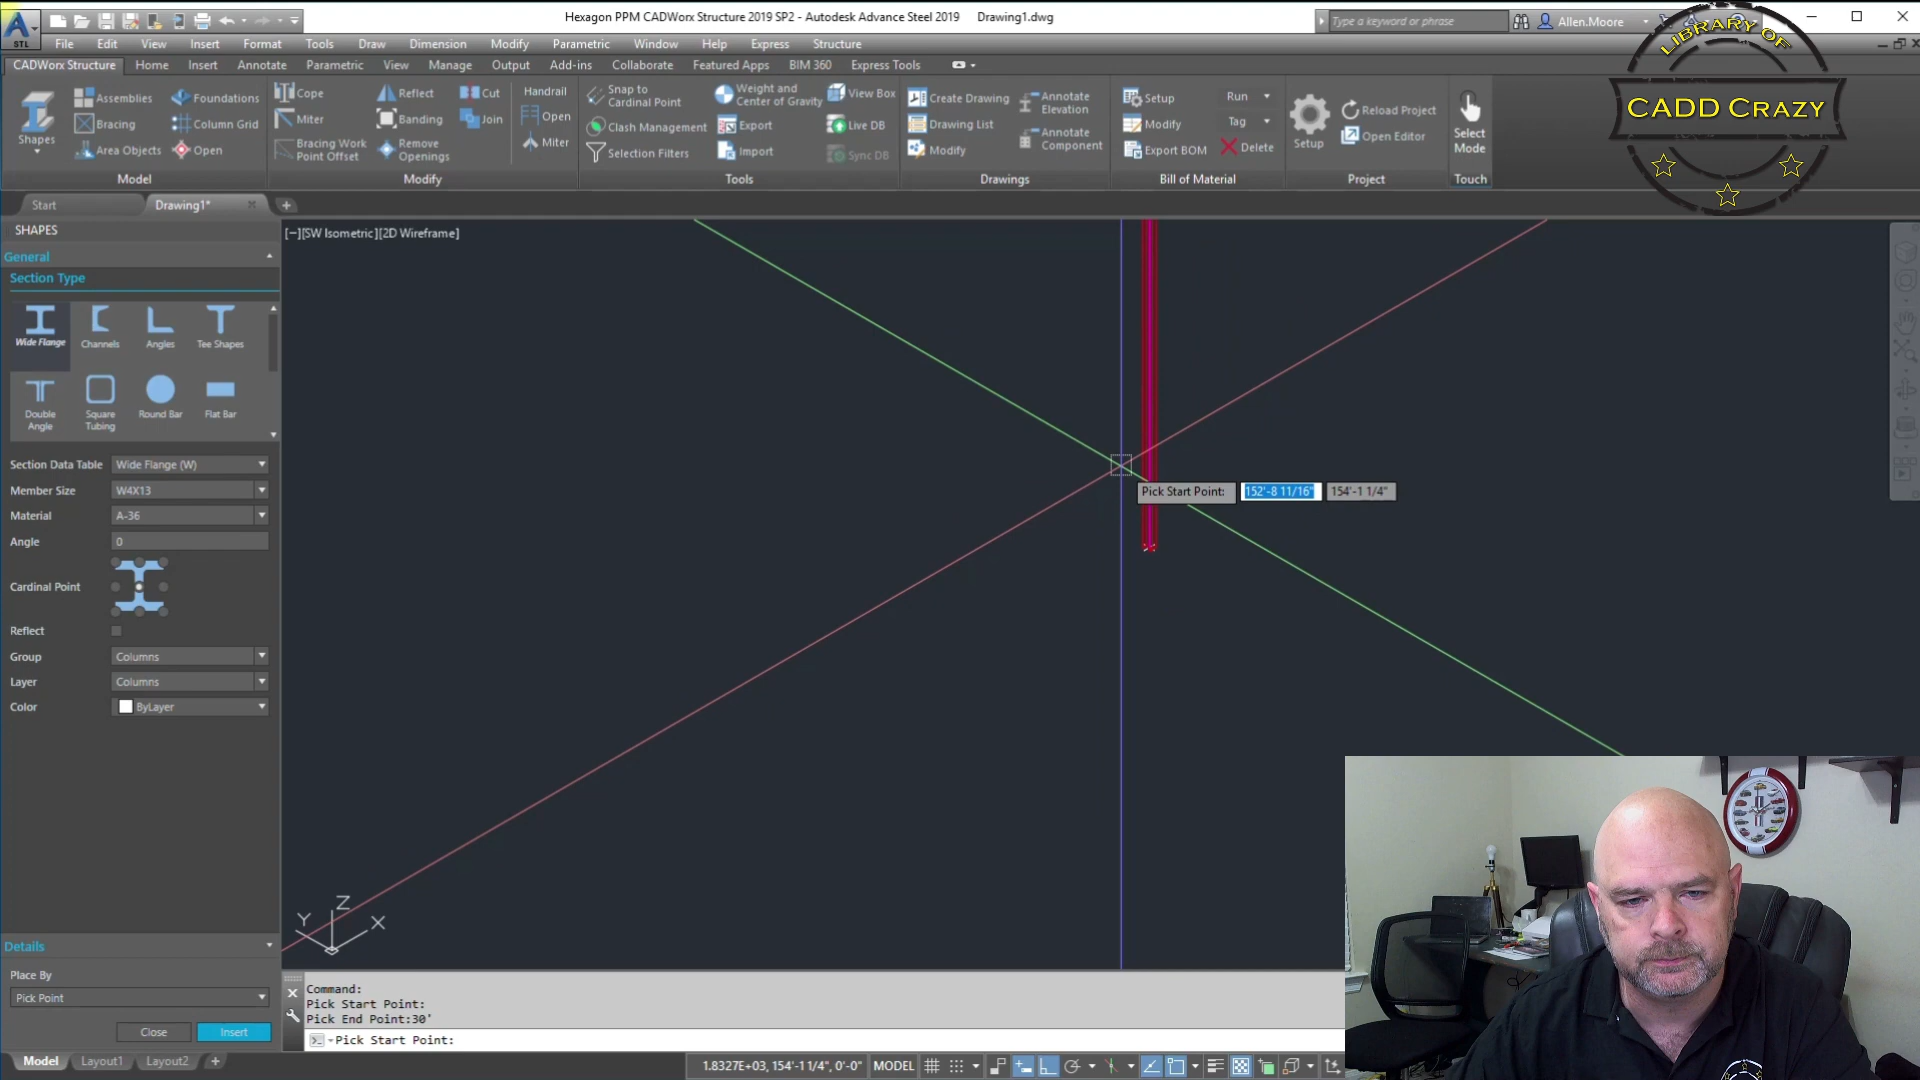 Hexagon PPM CADWorx Structure 2019 SP2 - Autodesk Advance Steel 2019 Drawing1.dwg
Type a keyword or phrase
Allen.Moore
STL
File Edit View Insert Format Tools Draw Dimension Modify Parametric Window Help Express Structure
CADWorx Structure Home Insert Annotate Parametric View Manage Output Add-ins Collaborate Featured Apps BIM 360 Express Tools
Shapes
Assemblies
Bracing
Area Objects
Foundations
Column Grid
Open
Model
Cope
Miter
Bracing Work
Point Offset
Reflect
Banding
Remove
Openings
Cut
Join
Handrail
Open
Miter
Modify
Snap to
Cardinal Point
Clash Management
Selection Filters
Weight and
Center of Gravity
Export
Import
View Box
Live DB
Sync DB
Tools
Create Drawing
Drawing List
Modify
Annotate
Elevation
Annotate
Component
Drawings
Setup
Modify
Export BOM
Run
Tag
Delete
Bill of Material
Setup
Reload Project
Open Editor
Project
Select
Mode
Touch
LIBRARY OF
CADD CRAZY
Start
Drawing1*
SHAPES
General
Section Type
Wide Flange
Channels
Angles
Tee Shapes
Double
Angle
Square
Tubing
Round Bar
Flat Bar
Section Data Table Wide Flange (W)
Member Size W4X13
Material A-36
Angle 0
Cardinal Point
Reflect
Group Columns
Layer Columns
Color ByLayer
Details
Place By
Pick Point
Close Insert
[−][SW Isometric][2D Wireframe]
Pick Start Point: 152'-8 11/16" 154'-1 1/4"
Z
Y X
Command:
Pick Start Point:
Pick End Point:30'
Pick Start Point:
Model Layout1 Layout2 +
1.8327E+03, 154'-1 1/4", 0'-0" MODEL